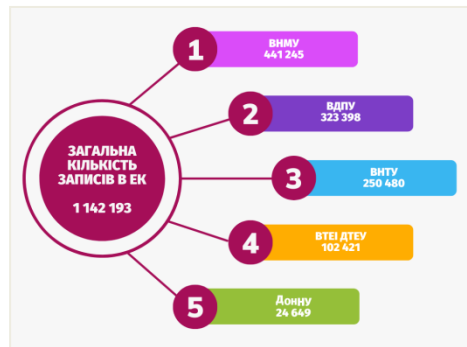 1
ВНМУ
441 245
2
ВДПУ
323 398
ЗАГАЛЬНА
КІЛЬКІСТЬ
ЗАПИСІВ В ЕК
1 142 193
3
ВНТУ
250 480
4
ВТЕІ ДТЕУ
102 421
5
ДонНУ
24 649